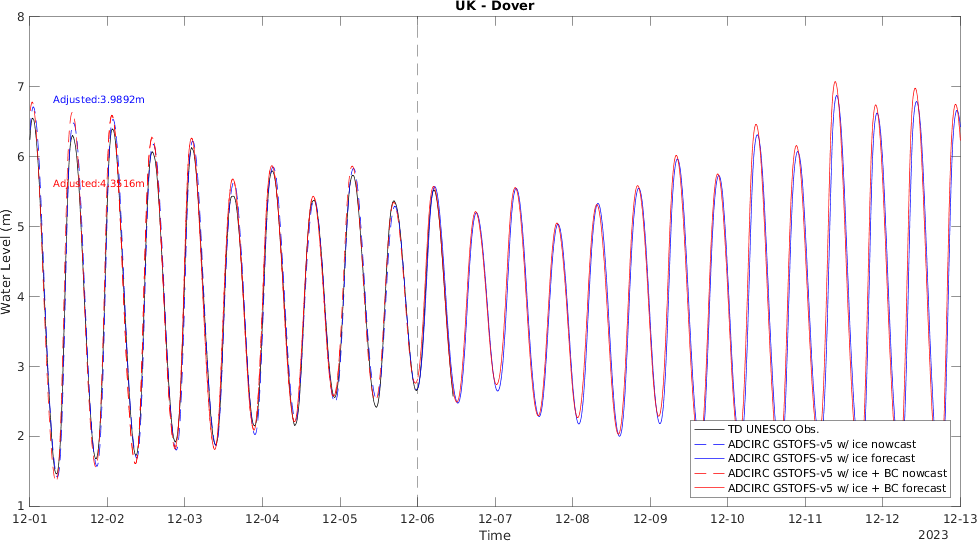 UK - Dover
8
7
6
5
4
3
2
1
Water Level (m)
Adjusted:3.9892m
Adjusted:4.3516m
TD UNESCO Obs.
ADCIRC GSTOFS-v5 w/ ice nowcast
ADCIRC GSTOFS-v5 w/ ice forecast
ADCIRC GSTOFS-v5 w/ ice + BC nowcast
ADCIRC GSTOFS-v5 w/ ice + BC forecast
12-01 12-02 12-03 12-04 12-05 12-06 12-07 12-08 12-09 12-10 12-11 12-12 12-13
Time
2023